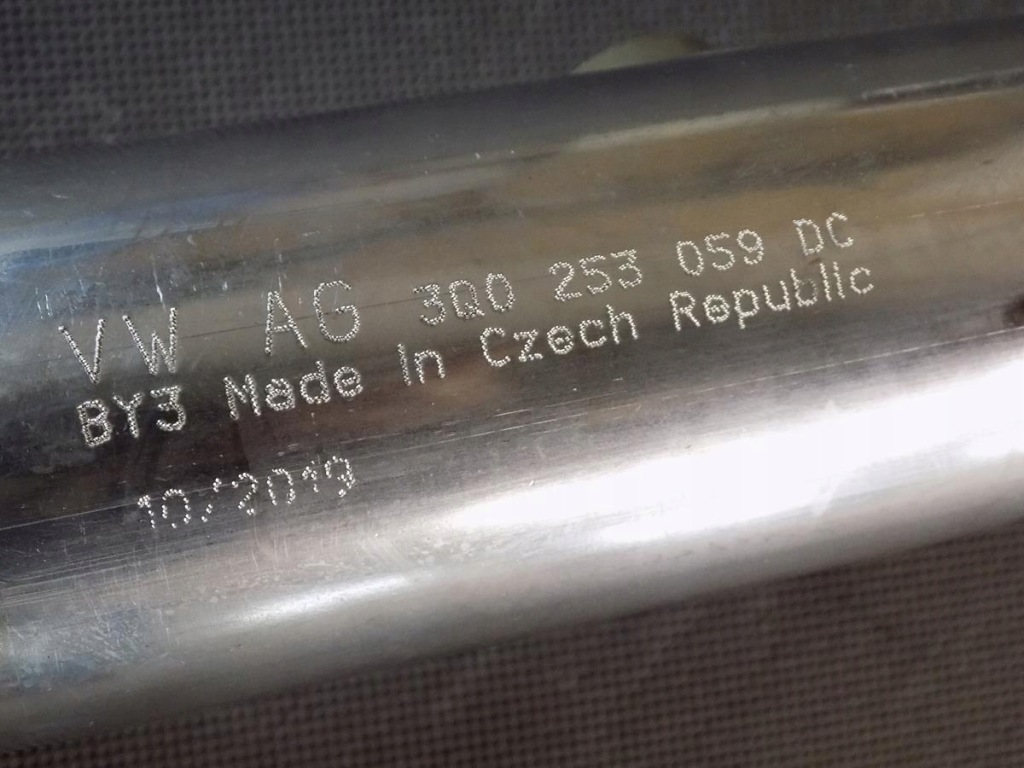 VW AG 3Q0 253 059 DC
BY3 Made In Czech Republic
10/2019